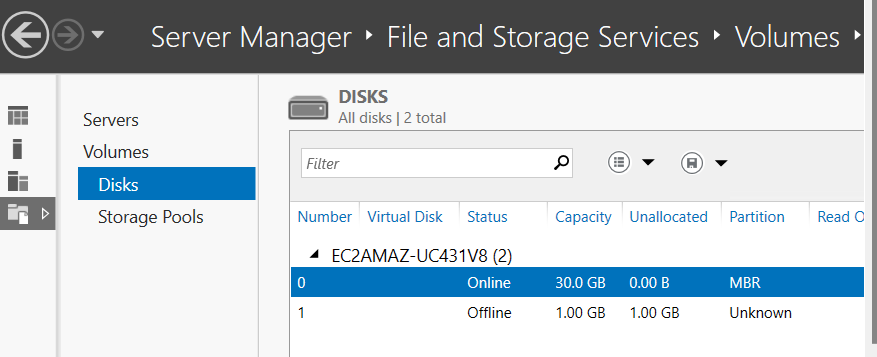 Server Manager ‣ File and Storage Services ‣ Volumes ‣
Servers
Volumes
Disks
Storage Pools
DISKS
All disks | 2 total
Filter
Number Virtual Disk Status Capacity Unallocated Partition Read O
EC2AMAZ-UC431V8 (2)
0 Online 30.0 GB 0.00 B MBR
1 Offline 1.00 GB 1.00 GB Unknown